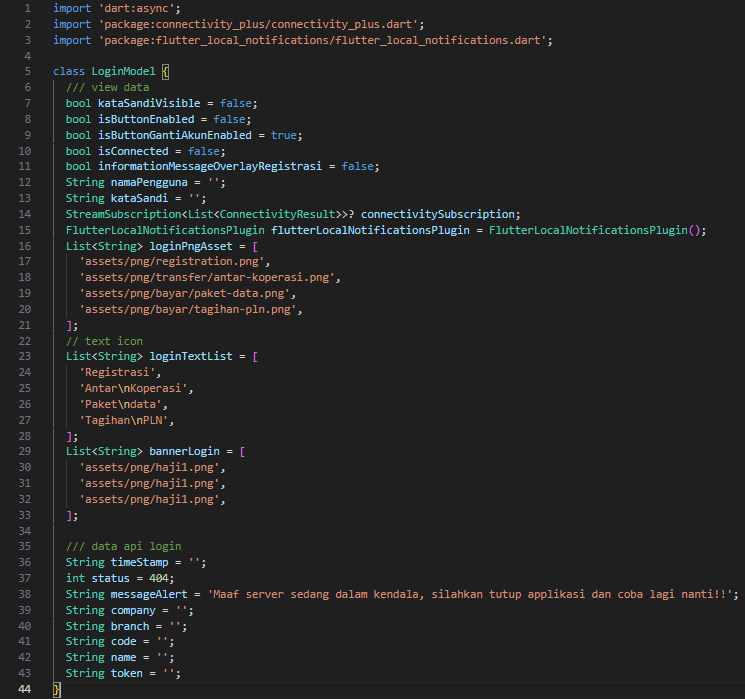 1 import 'dart:async';
2 import 'package:connectivity_plus/connectivity_plus.dart';
3 import 'package:flutter_local_notifications/flutter_local_notifications.dart';
4
5 class LoginModel {
6 /// view data
7 bool kataSandiVisible = false;
8 bool isButtonEnabled = false;
9 bool isButtonGantiAkunEnabled = true;
10 bool isConnected = false;
11 bool informationMessageOverlayRegistrasi = false;
12 String namaPengguna = '';
13 String kataSandi = '';
14 StreamSubscription<List<ConnectivityResult>>? connectivitySubscription;
15 FlutterLocalNotificationsPlugin flutterLocalNotificationsPlugin = FlutterLocalNotificationsPlugin();
16 List<String> loginPngAsset = [
17 'assets/png/registration.png',
18 'assets/png/transfer/antar-koperasi.png',
19 'assets/png/bayar/paket-data.png',
20 'assets/png/bayar/tagihan-pln.png',
21 ];
22 // text icon
23 List<String> loginTextList = [
24 'Registrasi',
25 'Antar\nKoperasi',
26 'Paket\ndata',
27 'Tagihan\nPLN',
28 ];
29 List<String> bannerLogin = [
30 'assets/png/haji1.png',
31 'assets/png/haji1.png',
32 'assets/png/haji1.png',
33 ];
34
35 /// data api login
36 String timeStamp = '';
37 int status = 404;
38 String messageAlert = 'Maaf server sedang dalam kendala, silahkan tutup applikasi dan coba lagi nanti!!';
39 String company = '';
40 String branch = '';
41 String code = '';
42 String name = '';
43 String token = '';
44 }